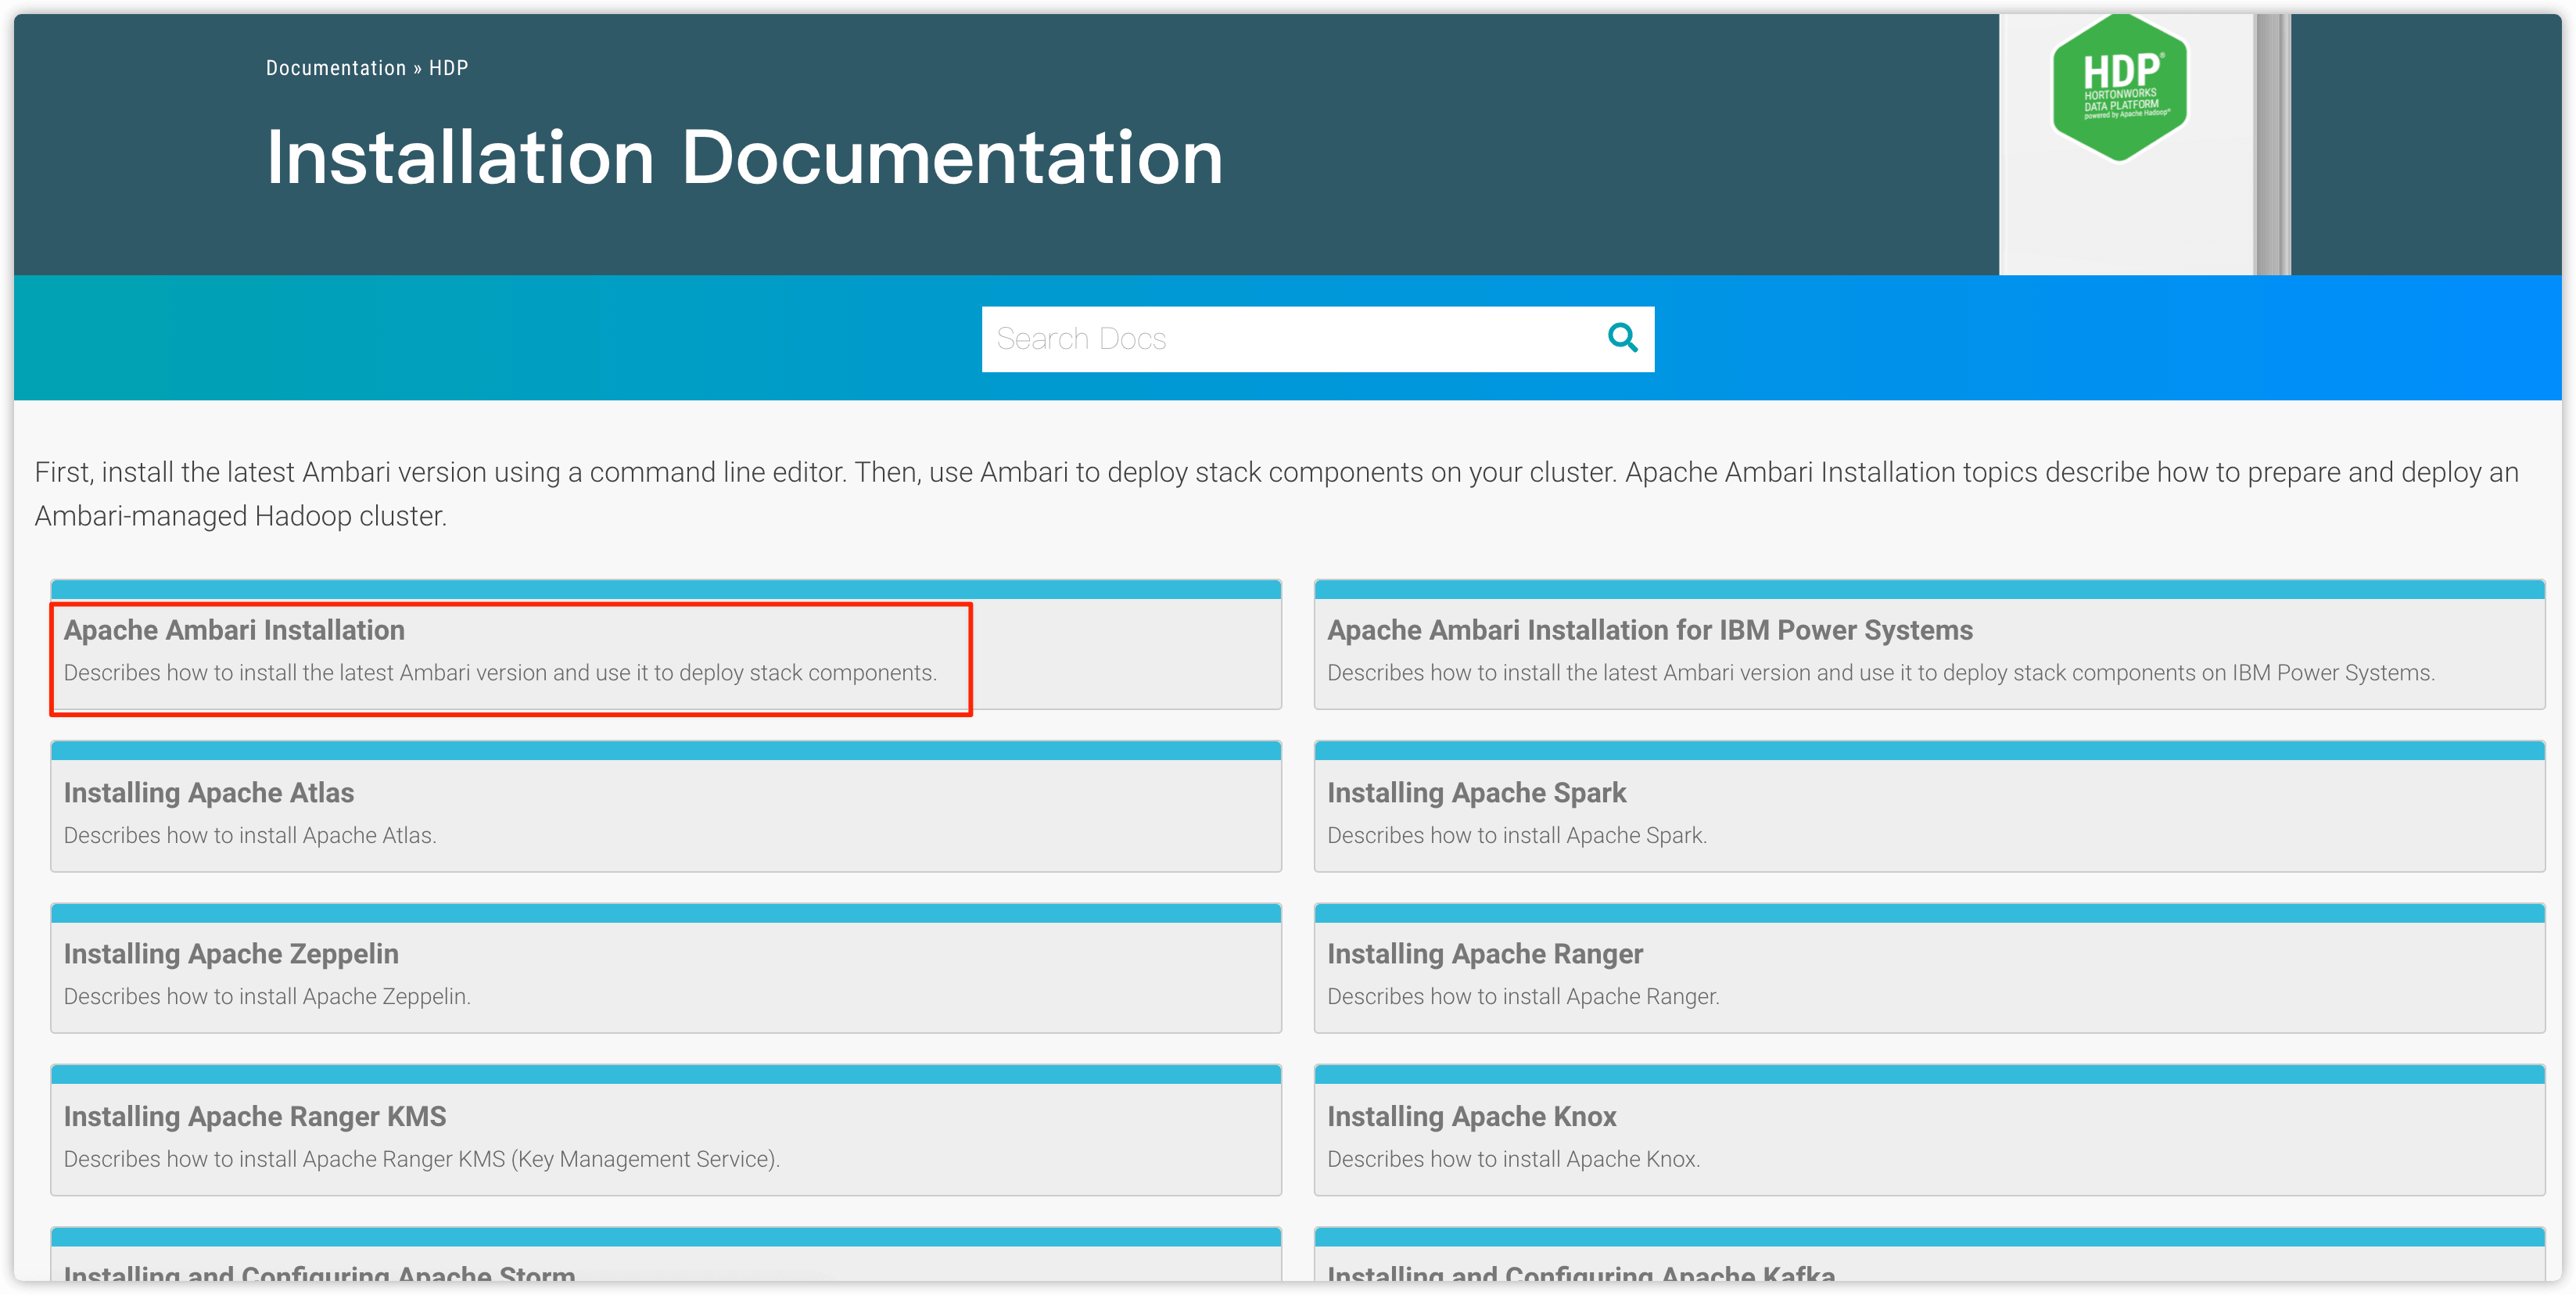 Documentation » HDP
Installation Documentation
HDP®
HORTONWORKS
DATA PLATFORM
powered by Apache Hadoop®
Search Docs
First, install the latest Ambari version using a command line editor. Then, use Ambari to deploy stack components on your cluster. Apache Ambari Installation topics describe how to prepare and deploy an
Ambari-managed Hadoop cluster.
Apache Ambari Installation
Describes how to install the latest Ambari version and use it to deploy stack components.
Apache Ambari Installation for IBM Power Systems
Describes how to install the latest Ambari version and use it to deploy stack components on IBM Power Systems.
Installing Apache Atlas
Describes how to install Apache Atlas.
Installing Apache Spark
Describes how to install Apache Spark.
Installing Apache Zeppelin
Describes how to install Apache Zeppelin.
Installing Apache Ranger
Describes how to install Apache Ranger.
Installing Apache Ranger KMS
Describes how to install Apache Ranger KMS (Key Management Service).
Installing Apache Knox
Describes how to install Apache Knox.
Installing and Configuring Apache Storm
Installing and Configuring Apache Kafka